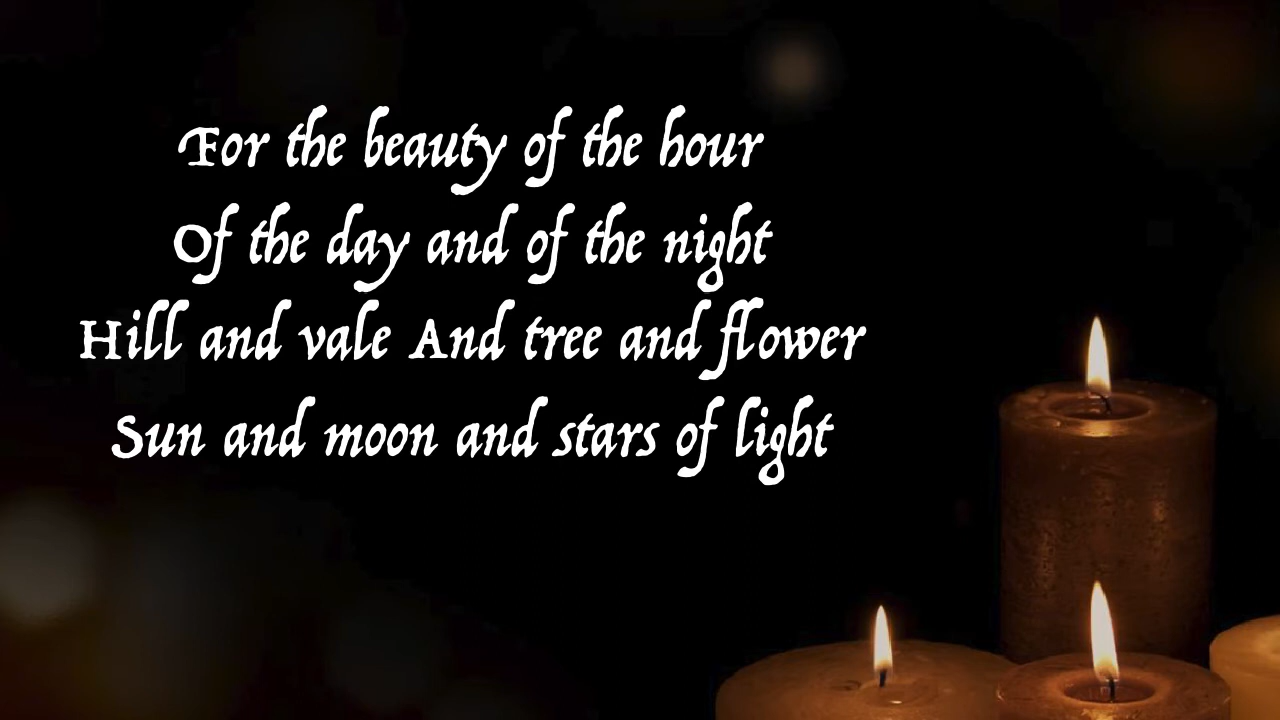 For the beauty of the hour
Of the day and of the night
Hill and vale And tree and flower
Sun and moon and stars of light